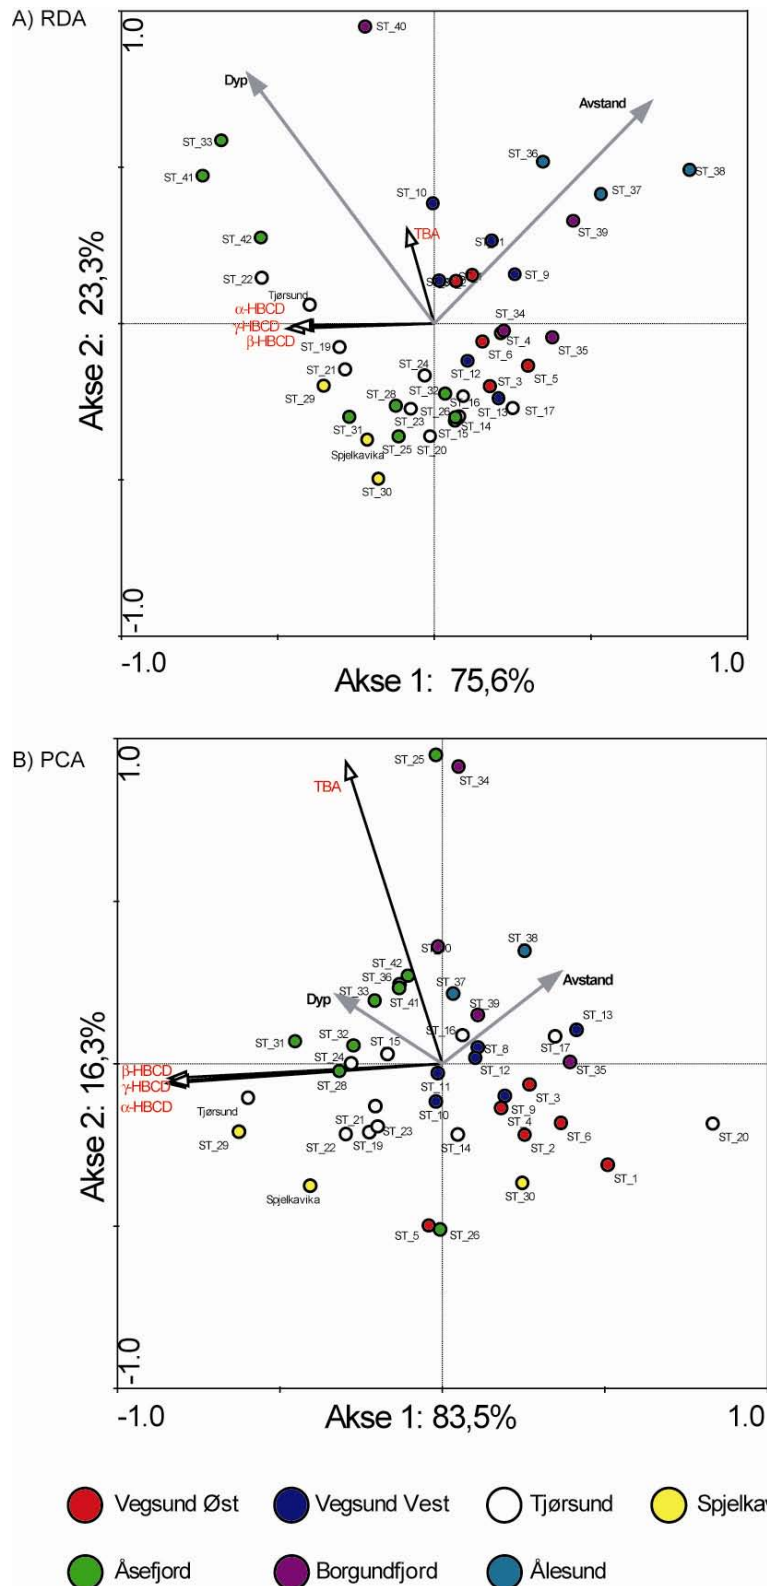 A) RDA
1.0
ST_40
Dyp
Avstand
ST_33
ST_36
ST_41
ST_38
ST_37
ST_10
ST_39
TBA
ST_42
ST_22
ST_9
Tjørsund
α-HBCD
γ-HBCD
β-HBCD
ST_34
ST_4
ST_35
ST_19
ST_6
ST_24
ST_12
ST_21
ST_5
ST_29
ST_28
ST_32
ST_3
ST_16
ST_26
ST_13
ST_17
ST_31
ST_23
ST_14
ST_15
Spjelkavika
ST_25
ST_20
ST_30
Akse 2: 23,3%
-1.0
-1.0
Akse 1: 75,6%
1.0
B) PCA
1.0
ST_25
ST_34
TBA
ST_38
ST_42
ST_36
ST_37
Dyp
ST_33
ST_41
Avstand
ST_39
ST_13
ST_16
ST_31
ST_32
ST_15
ST_8
ST_17
ST_24
ST_12
ST_35
β-HBCD
γ-HBCD
α-HBCD
ST_28
ST_11
ST_3
ST_10
ST_9
Tjørsund
ST_21
ST_4
ST_6
ST_29
ST_22
ST_19
ST_23
ST_14
ST_2
ST_20
ST_1
Spjelkavika
ST_30
ST_5
ST_26
Akse 2: 16,3%
-1.0
-1.0
Akse 1: 83,5%
1.0
Vegsund Øst
Vegsund Vest
Tjørsund
Spjelka
Åsefjord
Borgundfjord
Ålesund